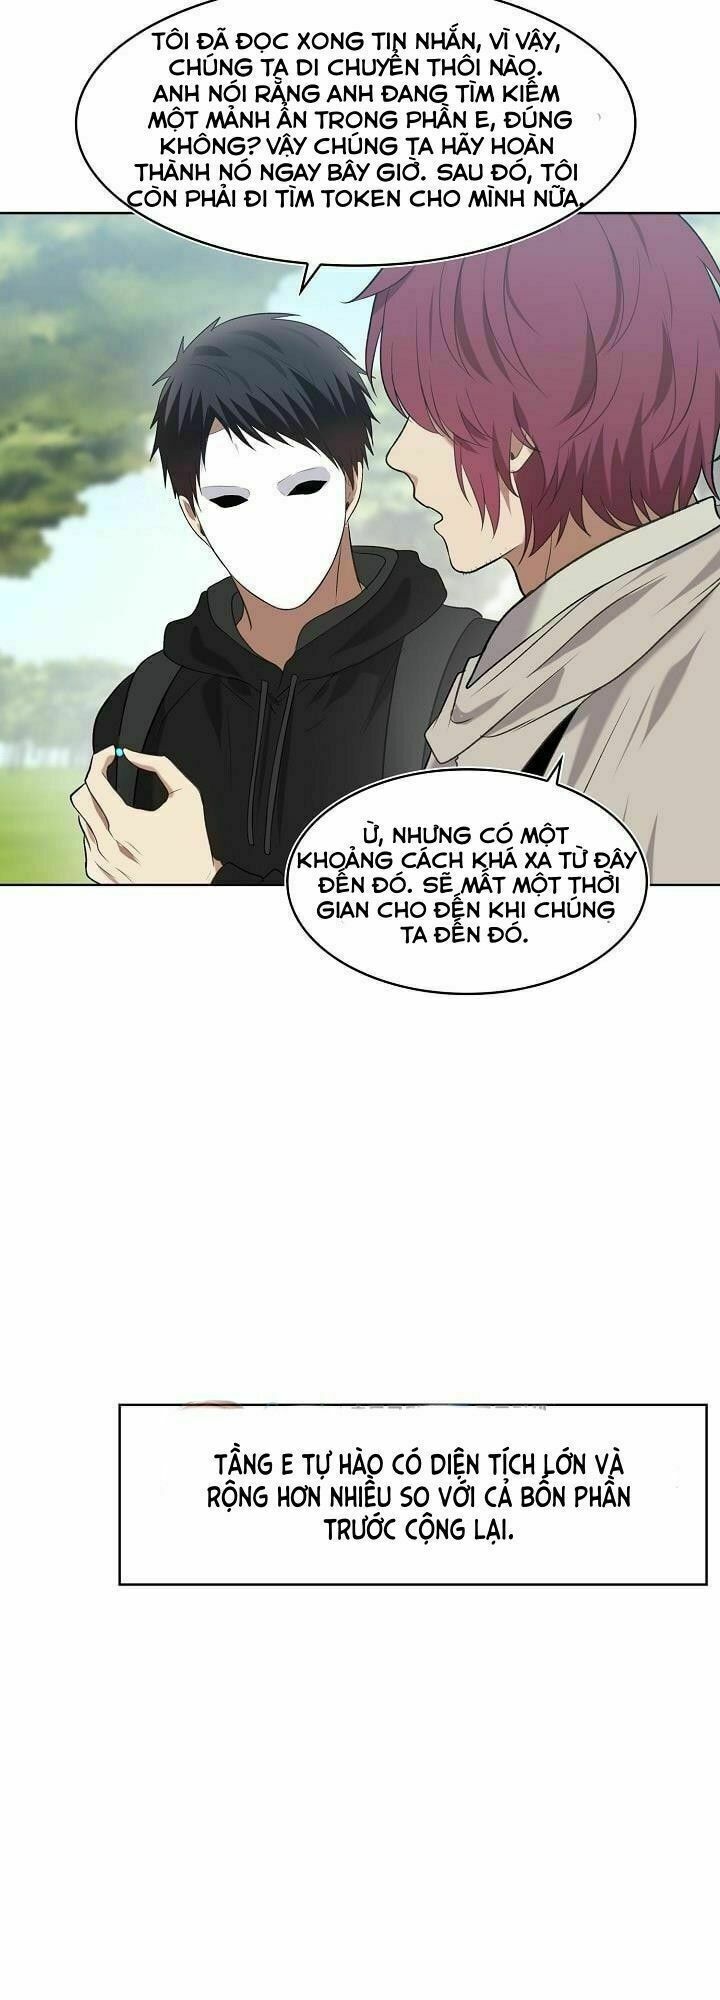 TÔI ĐÃ ĐỌC XONG TIN NHẮN, VÌ VẬY,
CHÚNG TA DI CHUYỂN THÔI NÀO.
ANH NÓI RẰNG ANH ĐANG TÌM KIẾM
MỘT MẢNH ẨN TRONG PHẦN E, ĐÚNG
KHÔNG? VẬY CHÚNG TA HÃY HOÀN
THÀNH NÓ NGAY BÂY GIỜ. SAU ĐÓ, TÔI
CÒN PHẢI ĐI TÌM TOKEN CHO MÌNH NỮA.
Ừ, NHƯNG CÓ MỘT
KHOẢNG CÁCH KHÁ XA TỪ ĐÂY
ĐẾN ĐÓ. SẼ MẤT MỘT THỜI
GIAN CHO ĐẾN KHI CHÚNG
TA ĐẾN ĐÓ.
TẦNG E TỰ HÀO CÓ DIỆN TÍCH LỚN VÀ
RỘNG HƠN NHIỀU SO VỚI CẢ BỐN PHẦN
TRƯỚC CỘNG LẠI.